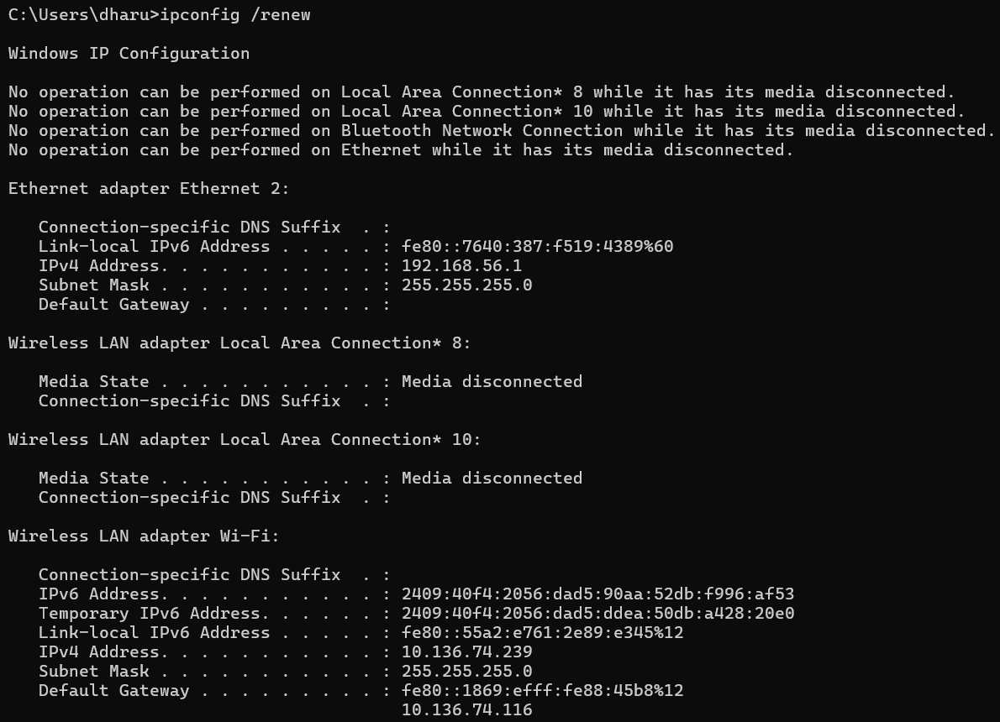 C:\Users\dharu>ipconfig /renew
Windows IP Configuration
No operation can be performed on Local Area Connection* 8 while it has its media disconnected.
No operation can be performed on Local Area Connection* 10 while it has its media disconnected.
No operation can be performed on Bluetooth Network Connection while it has its media disconnected.
No operation can be performed on Ethernet while it has its media disconnected.
Ethernet adapter Ethernet 2:
   Connection-specific DNS Suffix  . :
   Link-local IPv6 Address . . . . . : fe80::7640:387:f519:4389%60
   IPv4 Address. . . . . . . . . . . : 192.168.56.1
   Subnet Mask . . . . . . . . . . . : 255.255.255.0
   Default Gateway . . . . . . . . . :
Wireless LAN adapter Local Area Connection* 8:
   Media State . . . . . . . . . . . : Media disconnected
   Connection-specific DNS Suffix  . :
Wireless LAN adapter Local Area Connection* 10:
   Media State . . . . . . . . . . . : Media disconnected
   Connection-specific DNS Suffix  . :
Wireless LAN adapter Wi-Fi:
   Connection-specific DNS Suffix  . :
   IPv6 Address. . . . . . . . . . . : 2409:40f4:2056:dad5:90aa:52db:f996:af53
   Temporary IPv6 Address. . . . . . : 2409:40f4:2056:dad5:ddea:50db:a428:20e0
   Link-local IPv6 Address . . . . . : fe80::55a2:e761:2e89:e345%12
   IPv4 Address. . . . . . . . . . . : 10.136.74.239
   Subnet Mask . . . . . . . . . . . : 255.255.255.0
   Default Gateway . . . . . . . . . : fe80::1869:efff:fe88:45b8%12
                                       10.136.74.116